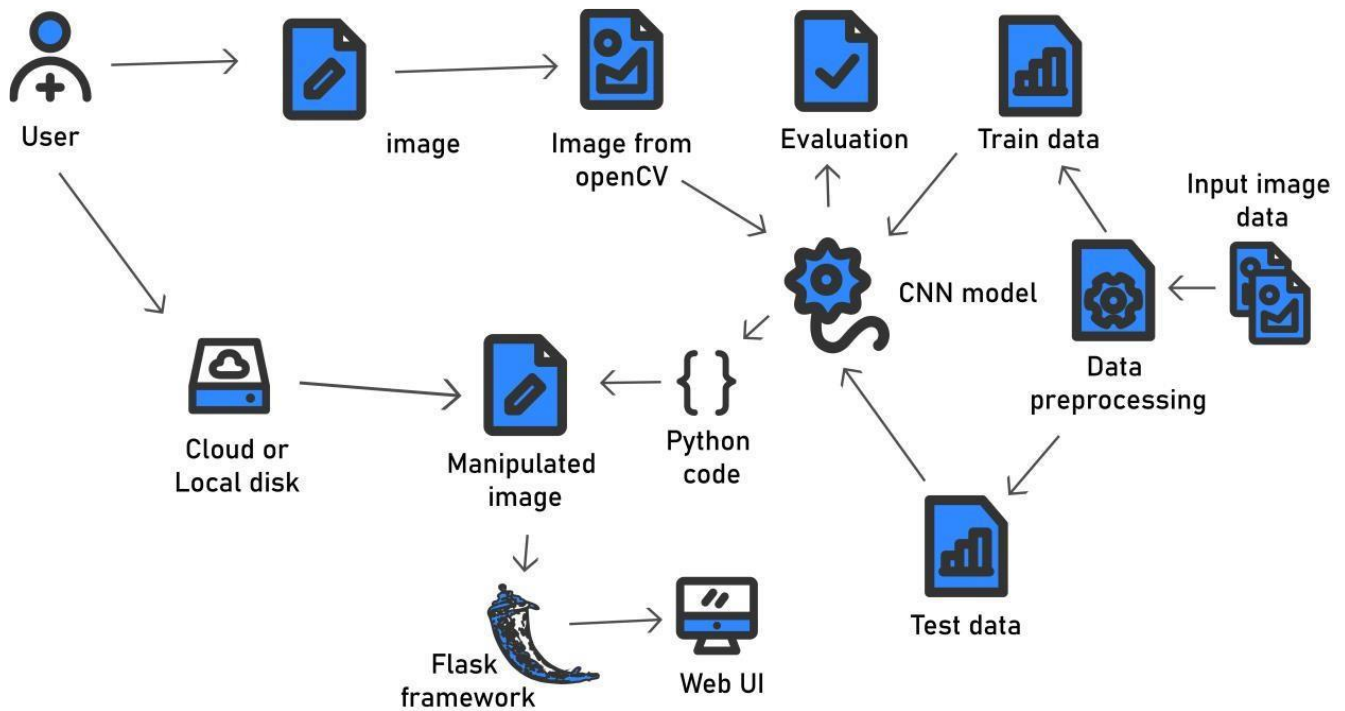 User
image
Image from
openCV
Evaluation
Train data
Input image
data
CNN model
Data
preprocessing
Cloud or
Local disk
Manipulated
image
Python
code
Test data
Flask
framework
Web UI